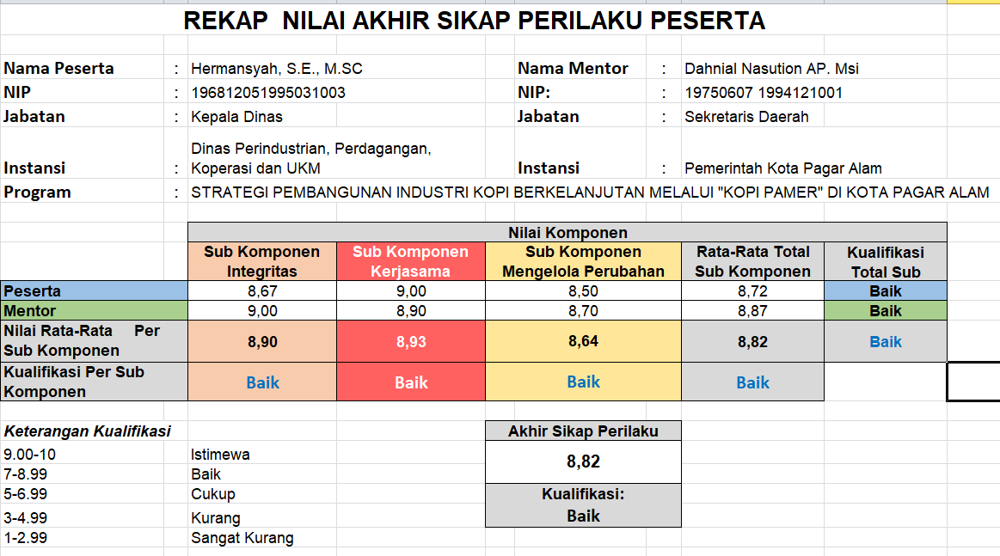 REKAP  NILAI AKHIR SIKAP PERILAKU PESERTA
Nama Peserta : Hermansyah, S.E., M.SC Nama Mentor : Dahnial Nasution AP. Msi
NIP : 196812051995031003 NIP: : 19750607 1994121001
Jabatan : Kepala Dinas Jabatan : Sekretaris Daerah
Dinas Perindustrian, Perdagangan,
Instansi : Koperasi dan UKM Instansi : Pemerintah Kota Pagar Alam
Program : STRATEGI PEMBANGUNAN INDUSTRI KOPI BERKELANJUTAN MELALUI "KOPI PAMER" DI KOTA PAGAR ALAM
Nilai Komponen
Sub Komponen Sub Komponen Sub Komponen Rata-Rata Total Kualifikasi
Integritas Kerjasama Mengelola Perubahan Sub Komponen Total Sub
Peserta 8,67 9,00 8,50 8,72 Baik
Mentor 9,00 8,90 8,70 8,87 Baik
Nilai Rata-Rata Per
Sub Komponen 8,90 8,93 8,64 8,82 Baik
Kualifikasi Per Sub
Komponen Baik Baik Baik Baik
Keterangan Kualifikasi Akhir Sikap Perilaku
9.00-10 Istimewa
8,82
7-8.99 Baik
5-6.99 Cukup Kualifikasi:
3-4.99 Kurang Baik
1-2.99 Sangat Kurang